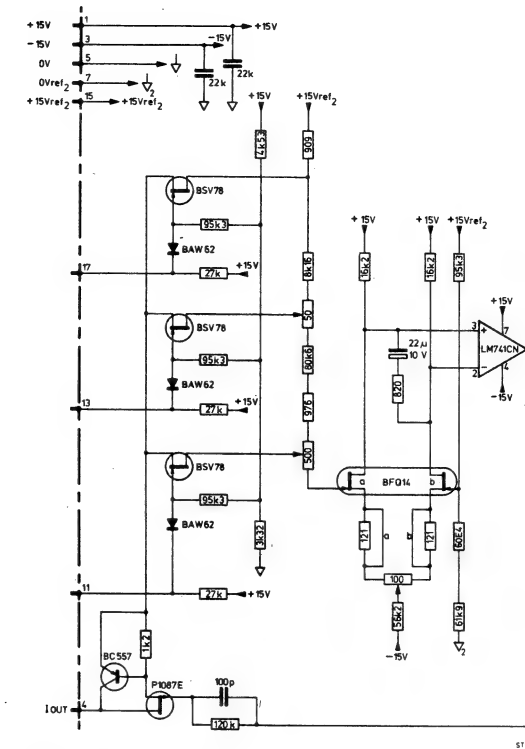 +15V 1 +15V
-15V 3 -15V
0V 5
0Vref2 7 2
+15Vref2 15 +15Vref2
22k 22k
+15V +15Vref2
4k53 909
BSV78
95k3
BAW62
17 27k +15V
8k16
50
BSV78
95k3
80k6
BAW62
976
13 27k +15V
500
BSV78
95k3
BAW62
3k32
11 27k +15V
+15V +15V +15Vref2
16k2 16k2 95k3
+15V
3 + 7
22µ
10 V
LM741CN
820
2 - 4
-15V
a BFQ14 b
121 a b 121 60E4
100
56k2 61k9
-15V 2
1k2
BC557
P1087E 100p
IOUT 4
120k
ST